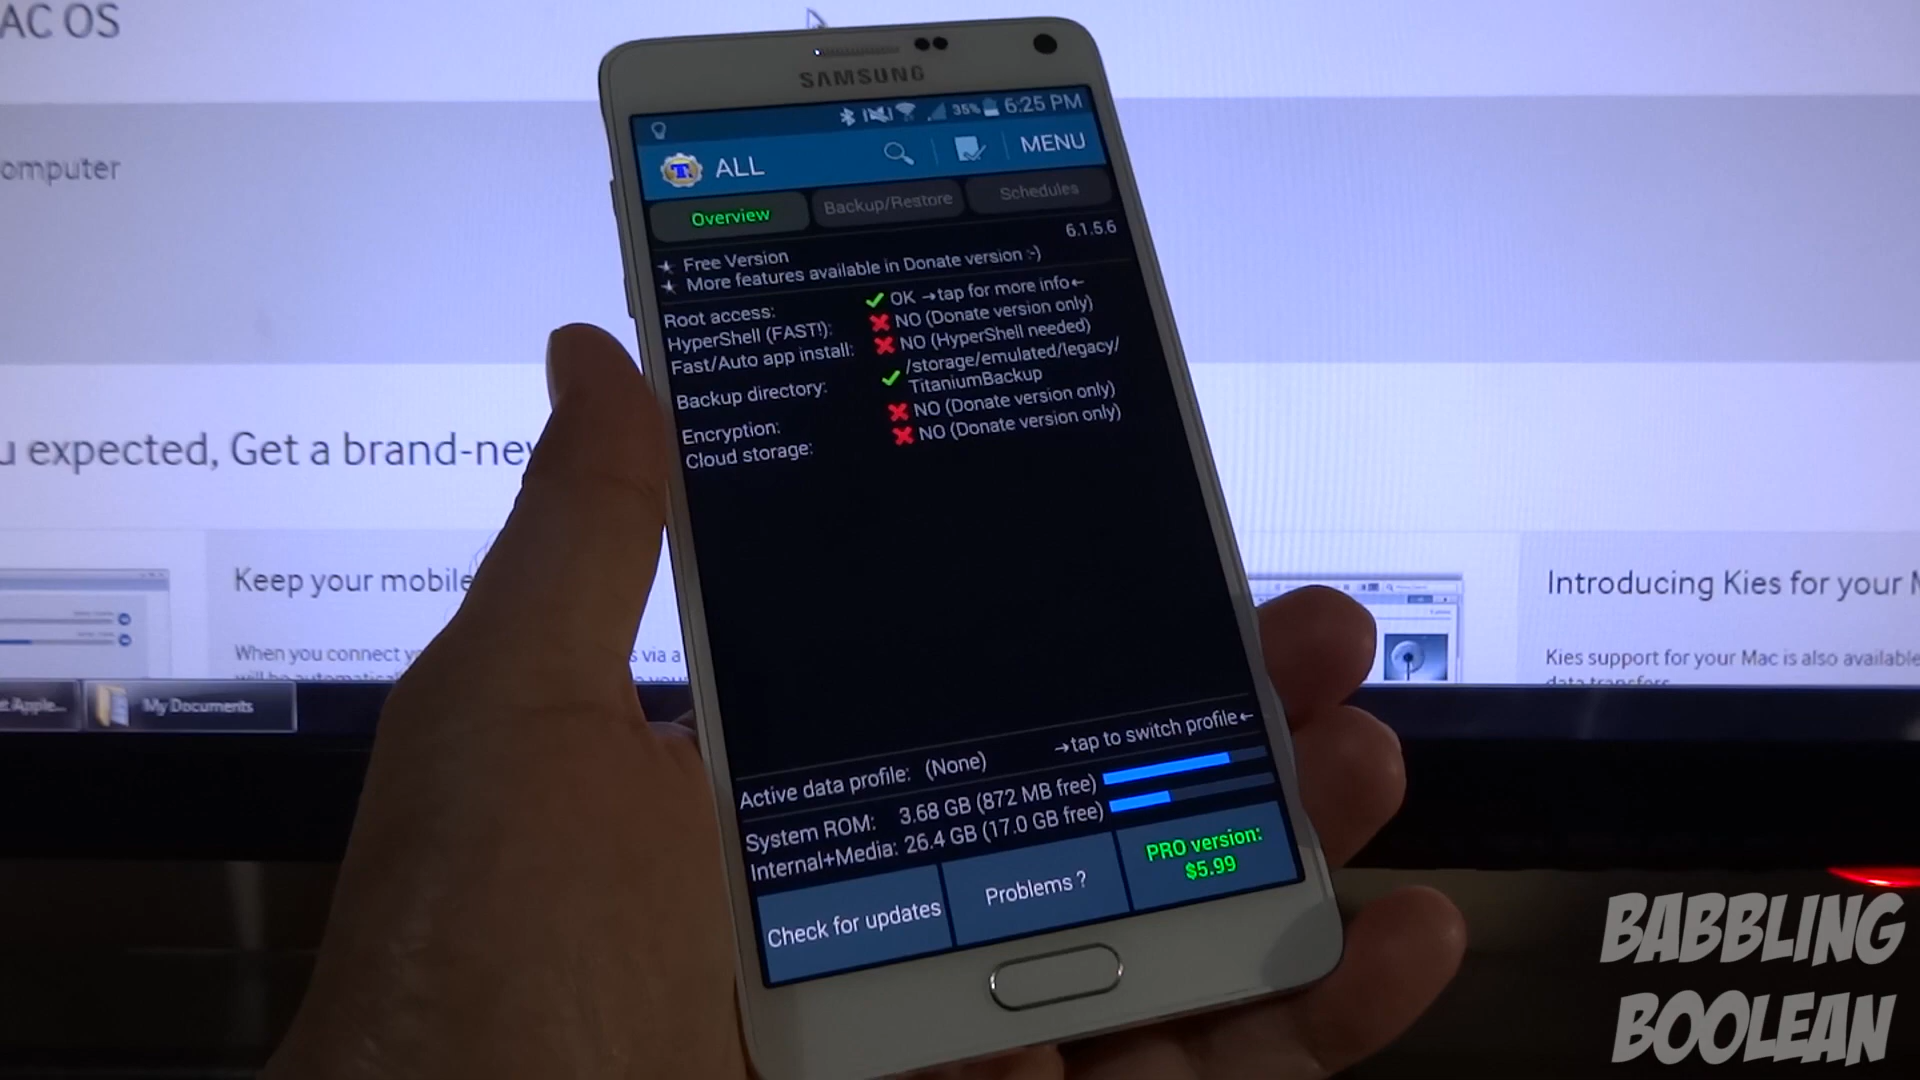 AC OS
omputer
u expected, Get a brand-new
Keep your mobile
When you connect
s via a
Introducing Kies for your M
Kies support for your Mac is also available
data transfers
My Documents
SAMSUNG
35% 6:25 PM
ALL
MENU
Overview
Backup/Restore
Schedules
6.1.5.6
Free Version
More features available in Donate version :-)
Root access: OK →tap for more info←
HyperShell (FAST!): NO (Donate version only)
Fast/Auto app install: NO (HyperShell needed)
Backup directory: /storage/emulated/legacy/
TitaniumBackup
Encryption: NO (Donate version only)
Cloud storage: NO (Donate version only)
Active data profile: (None) →tap to switch profile←
System ROM: 3.68 GB (872 MB free)
Internal+Media: 26.4 GB (17.0 GB free)
Check for updates
Problems ?
PRO version:
$5.99
BABBLING
BOOLEAN